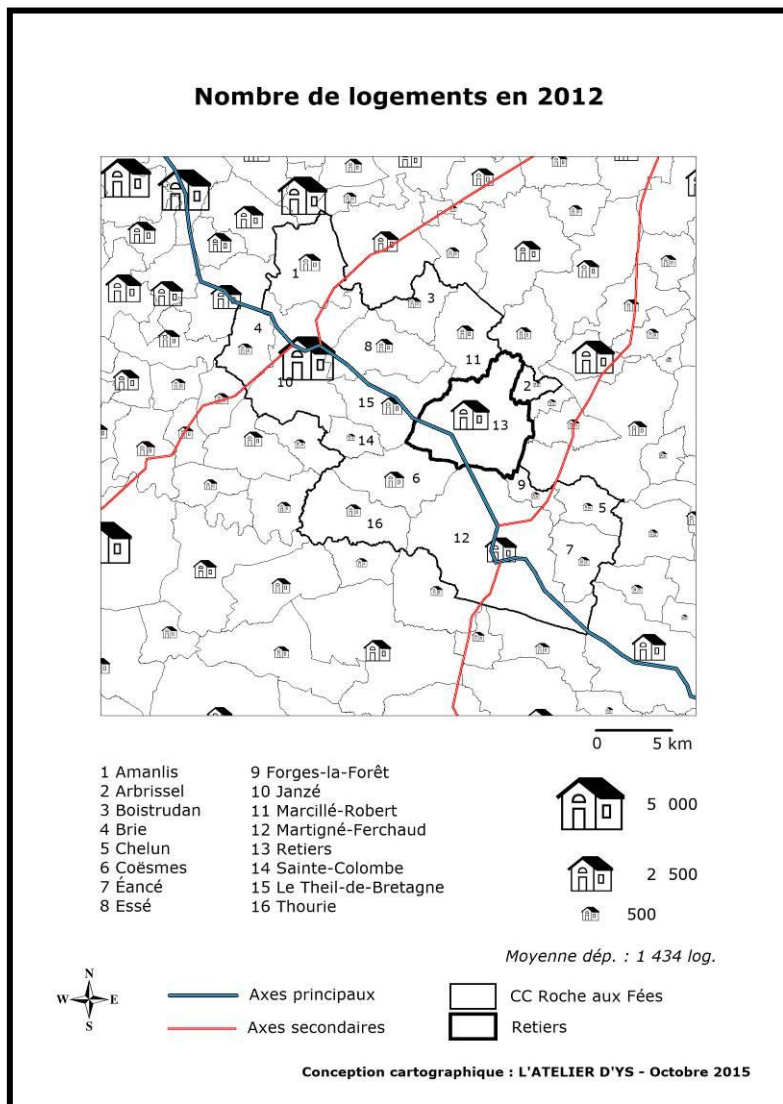 Nombre de logements en 2012
1
3
4
8
11
10
2
15
13
14
6
9
5
16
12
7
0 5 km
1 Amanlis
2 Arbrissel
3 Boistrudan
4 Brie
5 Chelun
6 Coësmes
7 Éancé
8 Essé
9 Forges-la-Forêt
10 Janzé
11 Marcillé-Robert
12 Martigné-Ferchaud
13 Retiers
14 Sainte-Colombe
15 Le Theil-de-Bretagne
16 Thourie
5 000
2 500
500
Moyenne dép. : 1 434 log.
N
W E
S
Axes principaux
Axes secondaires
CC Roche aux Fées
Retiers
Conception cartographique : L'ATELIER D'YS - Octobre 2015